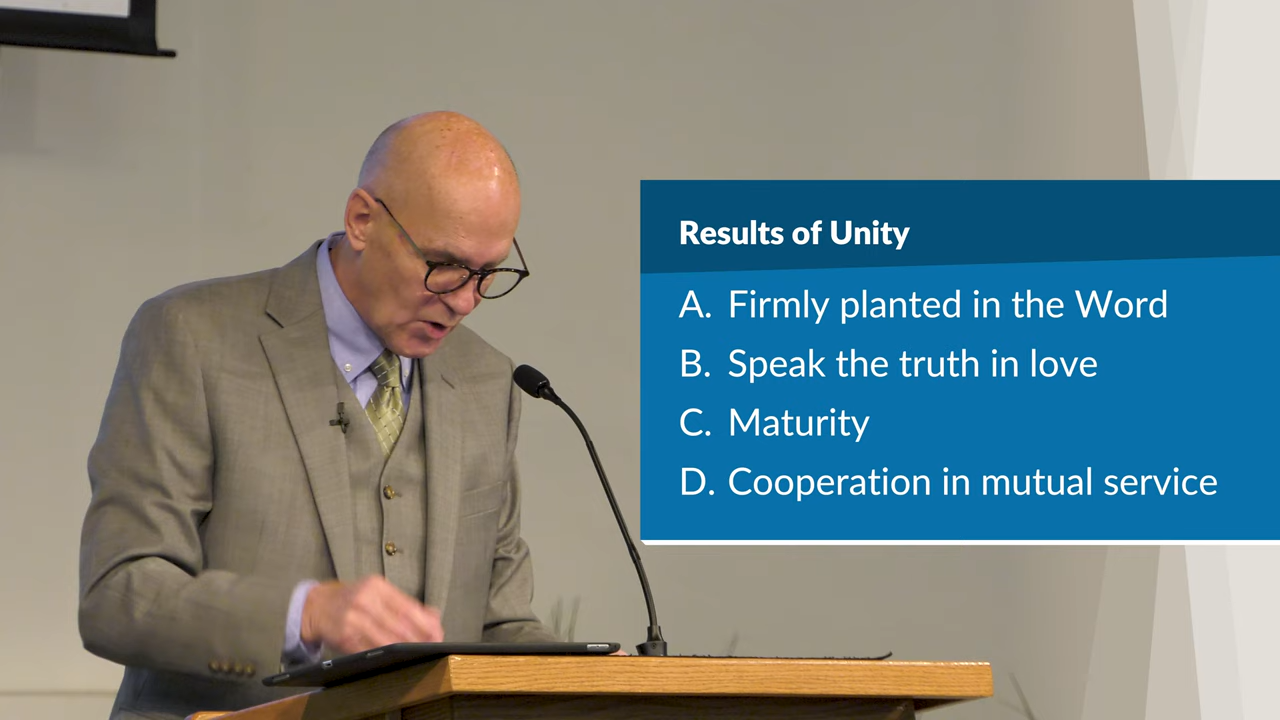 Results of Unity
A. Firmly planted in the Word
B. Speak the truth in love
C. Maturity
D. Cooperation in mutual service